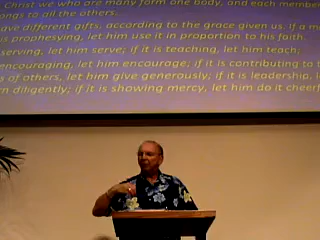 Christ we who are many form one body, and each member
ngs to all the others.
ave different gifts, according to the grace given us. If a m
is prophesying, let him use it in proportion to his faith.
serving, let him serve; if it is teaching, let him teach;
encouraging, let him encourage; if it is contributing to t
s of others, let him give generously; if it is leadership, l
rn diligently; if it is showing mercy, let him do it cheerf